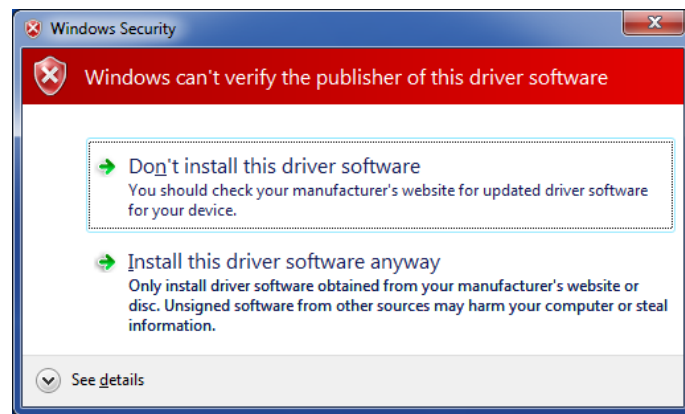 Windows Security
Windows can't verify the publisher of this driver software
Don't install this driver software
You should check your manufacturer's website for updated driver software
for your device.
Install this driver software anyway
Only install driver software obtained from your manufacturer's website or
disc. Unsigned software from other sources may harm your computer or steal
information.
See details